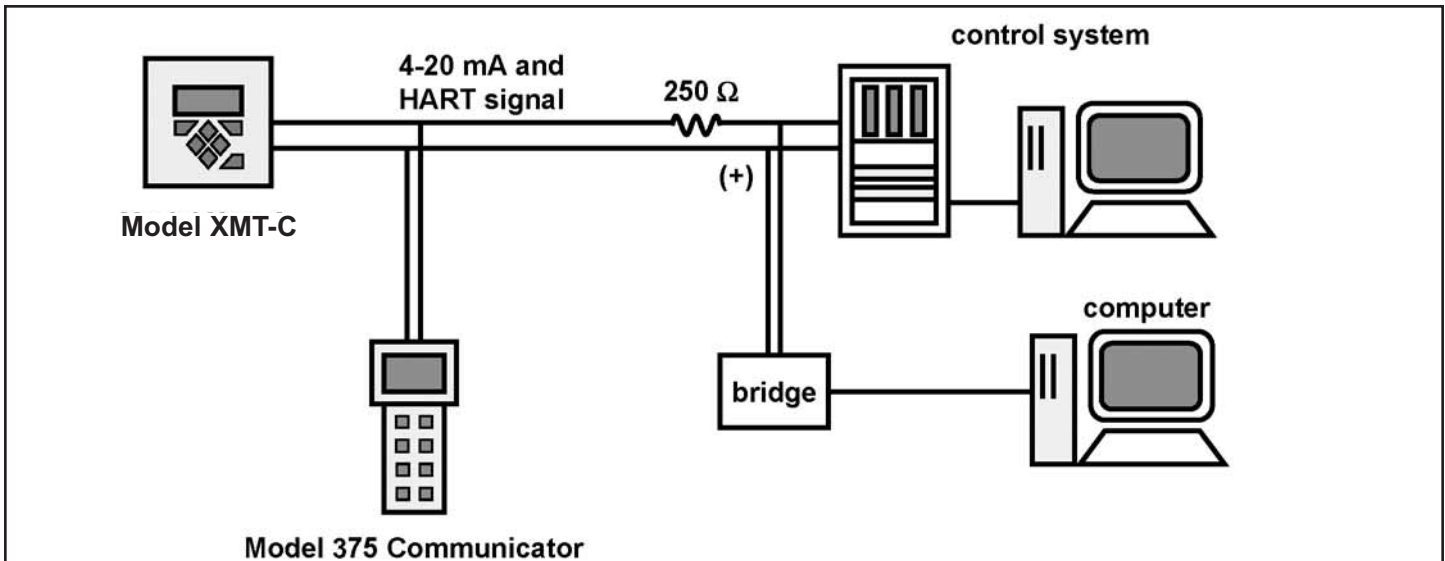 control system
4-20 mA and
HART signal
250 Ω
(+)
Model XMT-C
computer
bridge
Model 375 Communicator